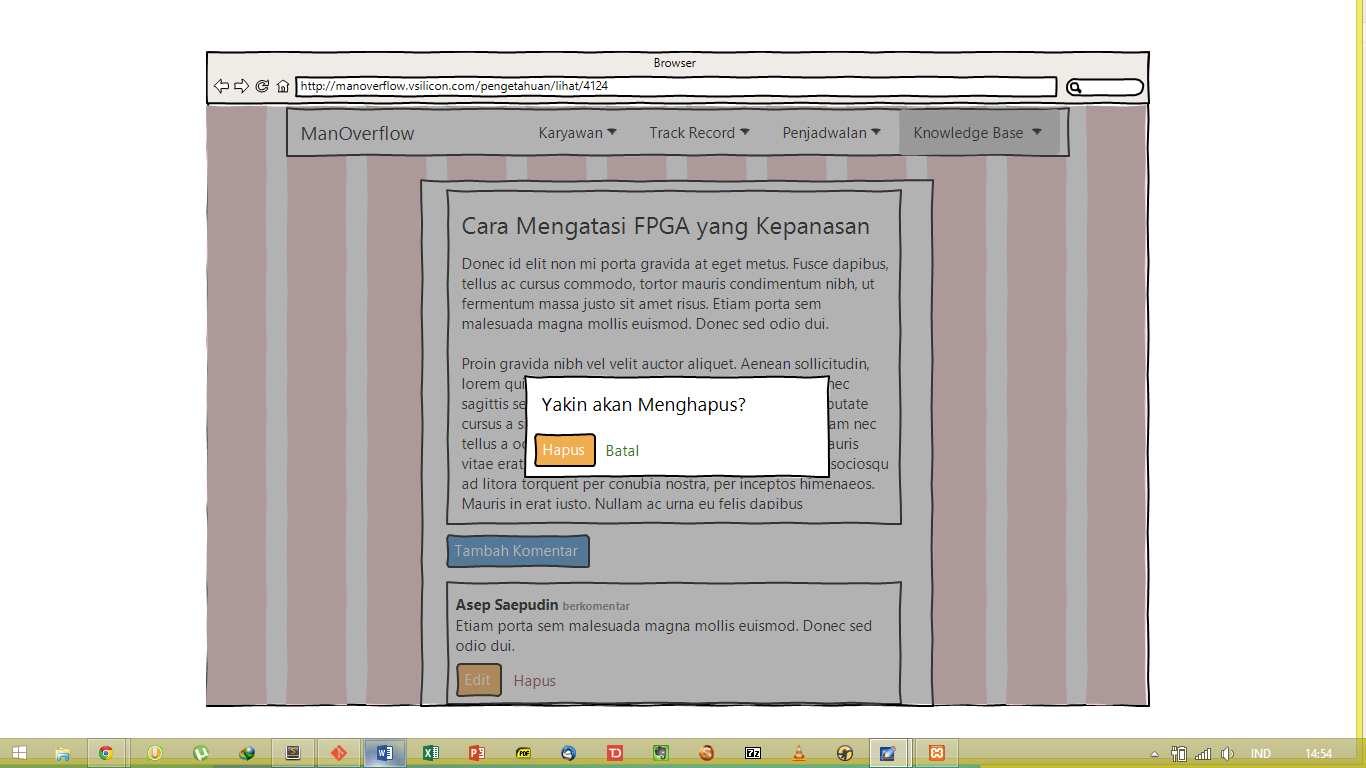 Browser
http://manoverflow.vsilicon.com/pengetahuan/lihat/4124
ManOverflow Karyawan Track Record Penjadwalan Knowledge Base
Cara Mengatasi FPGA yang Kepanasan
Donec id elit non mi porta gravida at eget metus. Fusce dapibus,
tellus ac cursus commodo, tortor mauris condimentum nibh, ut
fermentum massa justo sit amet risus. Etiam porta sem
malesuada magna mollis euismod. Donec sed odio dui.
Proin gravida nibh vel velit auctor aliquet. Aenean sollicitudin,
lorem qui nec
sagittis se putate
cursus a s am nec
tellus a o auris
vitae erat sociosqu
ad litora torquent per conubia nostra, per inceptos himenaeos.
Mauris in erat justo. Nullam ac urna eu felis dapibus
Yakin akan Menghapus?
Hapus Batal
Tambah Komentar
Asep Saepudin berkomentar
Etiam porta sem malesuada magna mollis euismod. Donec sed
odio dui.
Edit Hapus
IND 14:54